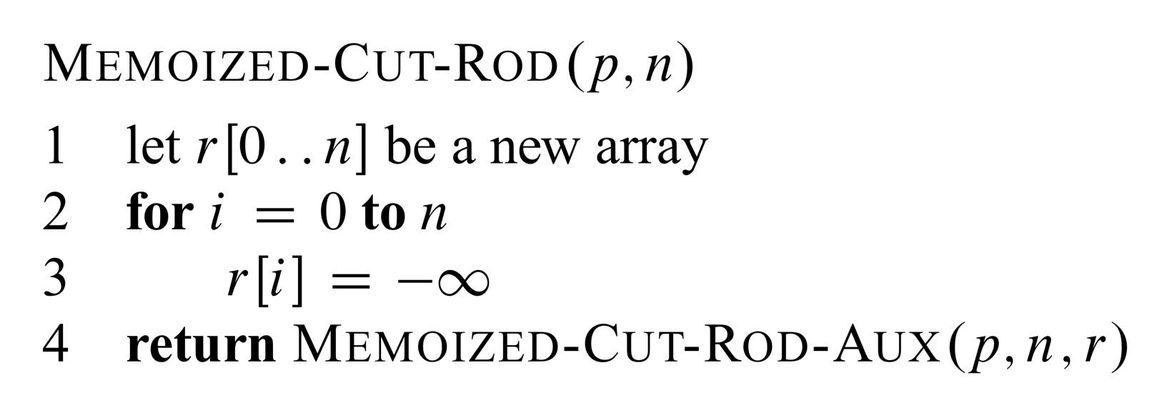 MEMOIZED-CUT-ROD(p, n)
1 let r[0 . . n] be a new array
2 for i = 0 to n
3 r[i] = −∞
4 return MEMOIZED-CUT-ROD-AUX(p, n, r)